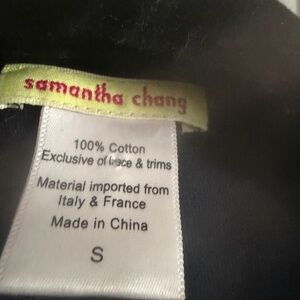 samantha chang
100% Cotton
Exclusive of lace & trims
Material imported from
Italy & France
Made in China
S